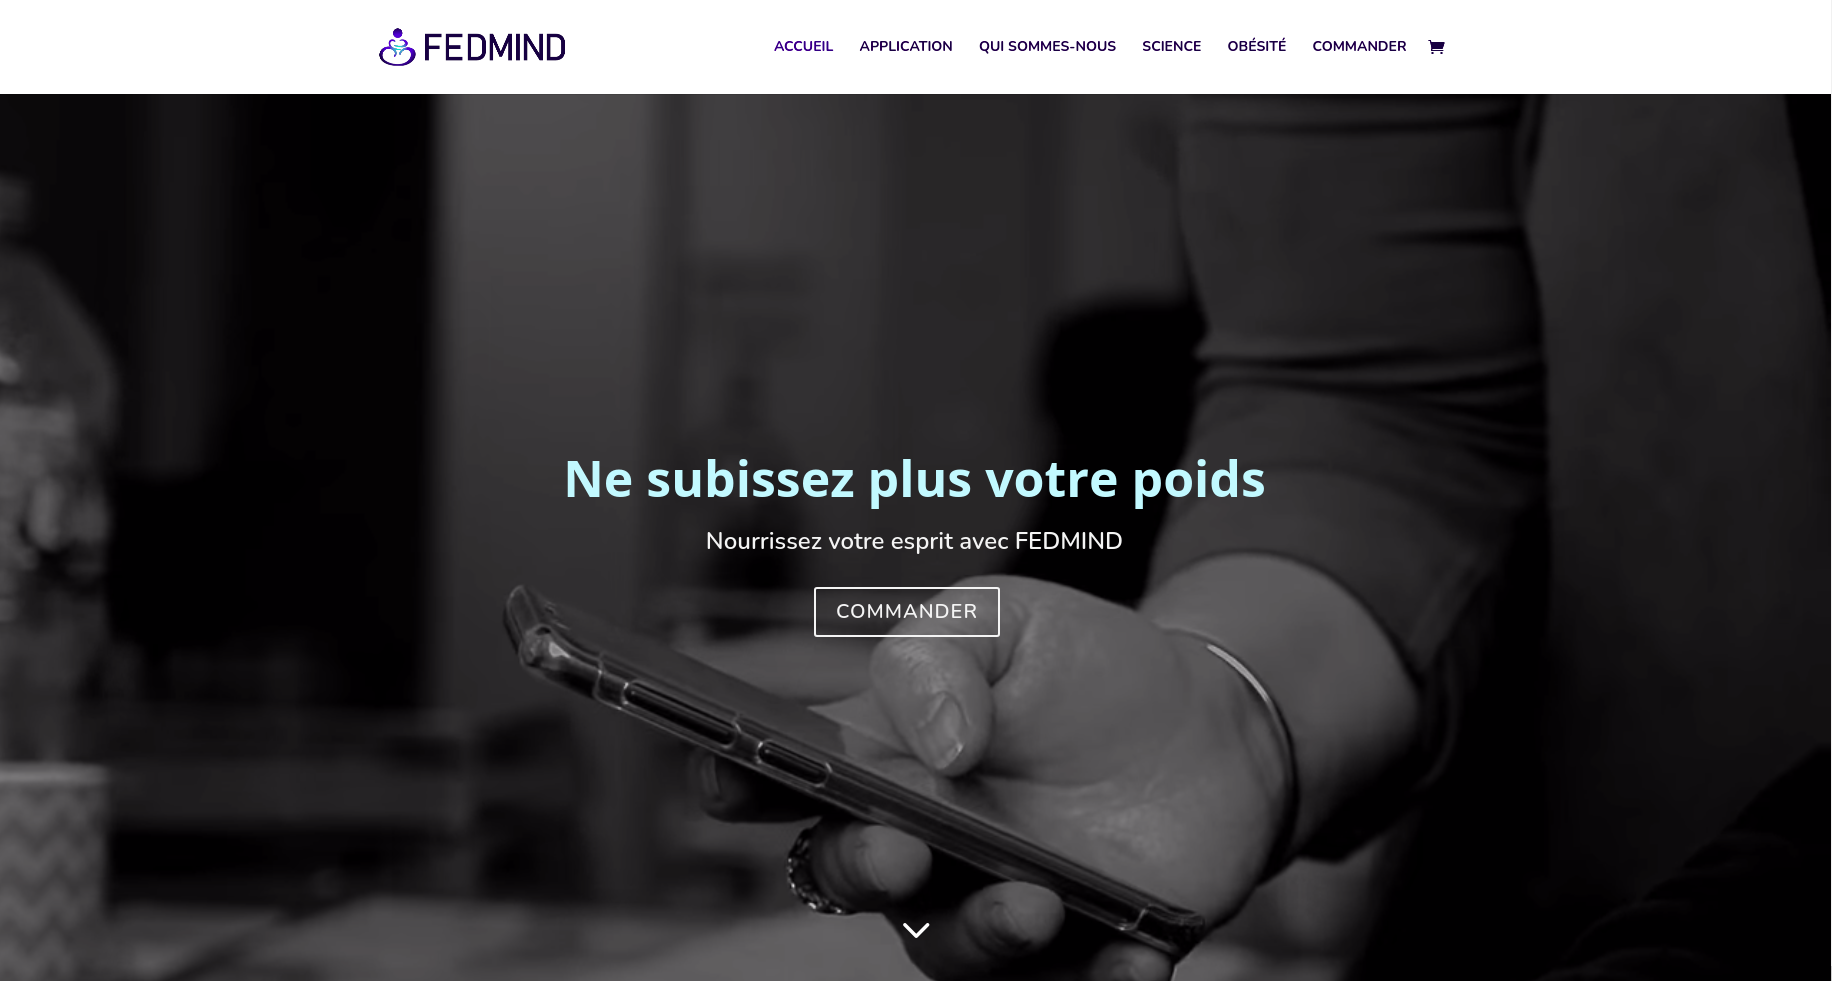 FEDMIND
ACCUEIL APPLICATION QUI SOMMES-NOUS SCIENCE OBÉSITÉ COMMANDER
Ne subissez plus votre poids
Nourrissez votre esprit avec FEDMIND
COMMANDER